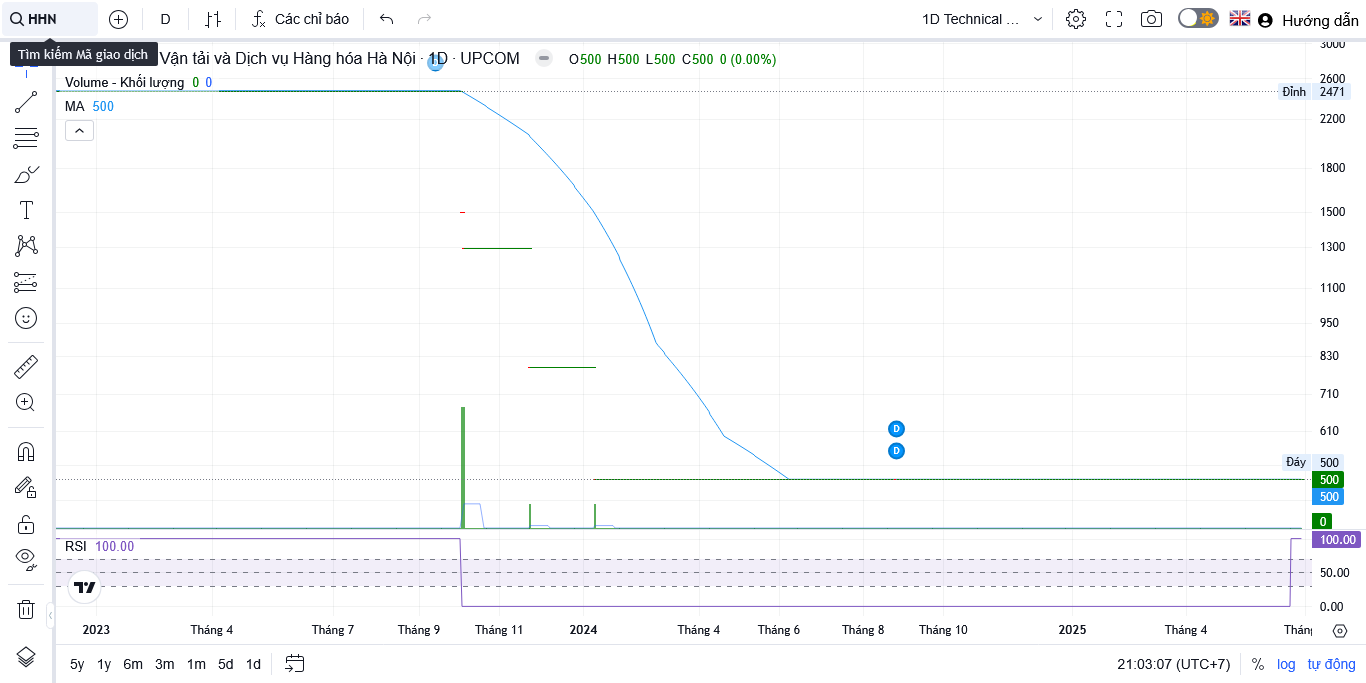 HHN D Các chỉ báo 1D Technical ... Hướng dẫn
Tìm kiếm Mã giao dịch
Vận tải và Dịch vụ Hàng hóa Hà Nội · 1D · UPCOM O500 H500 L500 C500 0 (0.00%)
Volume - Khối lượng 0 0
MA 500
3000
2600
Đỉnh 2471
2200
1800
1500
1300
1100
950
830
710
610
D
D
Đáy 500
500
500
0
RSI 100.00
100.00
50.00
0.00
2023 Tháng 4 Tháng 7 Tháng 9 Tháng 11 2024 Tháng 4 Tháng 6 Tháng 8 Tháng 10 2025 Tháng 4 Tháng
5y 1y 6m 3m 1m 5d 1d 21:03:07 (UTC+7) % log tự động